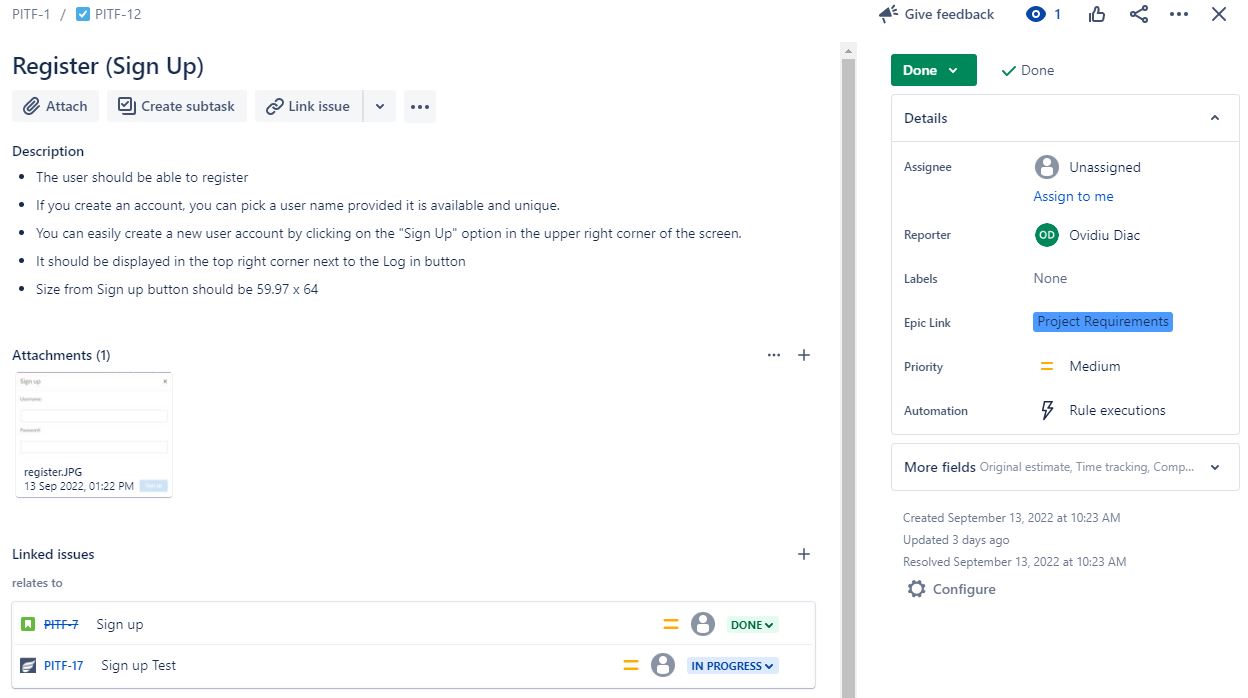 PITF-1 / PITF-12
Give feedback 1
Register (Sign Up)
Attach Create subtask Link issue
Description
The user should be able to register
If you create an account, you can pick a user name provided it is available and unique.
You can easily create a new user account by clicking on the "Sign Up" option in the upper right corner of the screen.
It should be displayed in the top right corner next to the Log in button
Size from Sign up button should be 59.97 x 64
Attachments (1)
Sign up
Username:
Password:
register.JPG
13 Sep 2022, 01:22 PM
Sign up
Linked issues
relates to
PITF-7 Sign up DONE
PITF-17 Sign up Test IN PROGRESS
Done Done
Details
Assignee Unassigned
Assign to me
Reporter OD Ovidiu Diac
Labels None
Epic Link Project Requirements
Priority Medium
Automation Rule executions
More fields Original estimate, Time tracking, Comp...
Created September 13, 2022 at 10:23 AM
Updated 3 days ago
Resolved September 13, 2022 at 10:23 AM
Configure